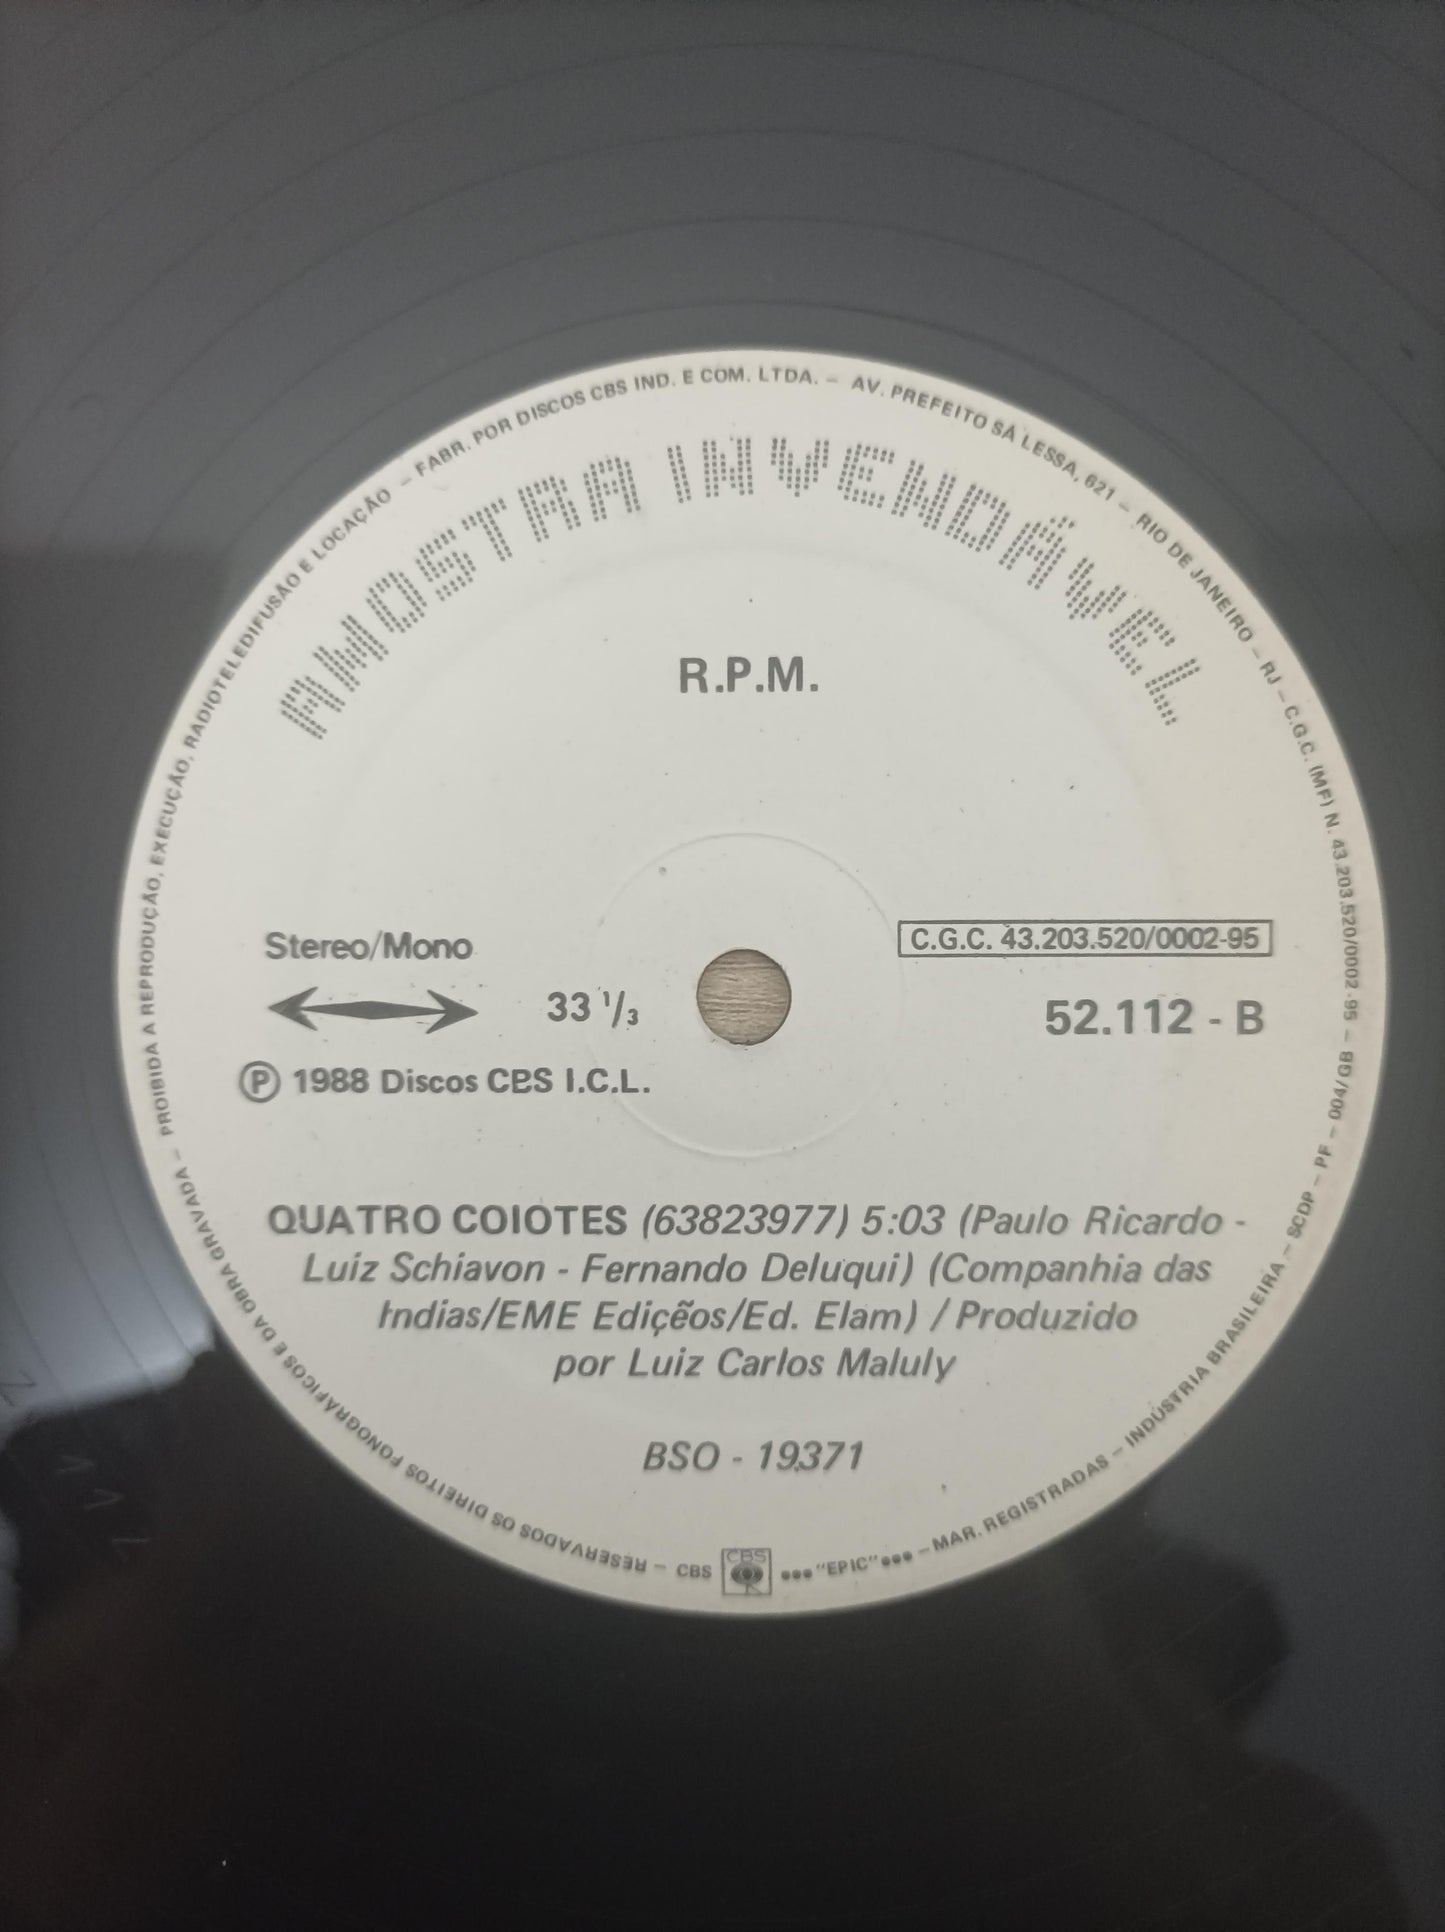 PROIBIDA A REPRODUÇÃO, EXECUÇÃO, RADIOTELEDIFUSÃO E LOCAÇÃO – FABR. POR DISCOS CBS IND. E COM. LTDA. – AV. PREFEITO SÁ LESSA, 621 – RIO DE JANEIRO – RJ – C.G.C. (MF) N. 43.203.520/0002-95 – 004/GB – PF – SCDP – INDÚSTRIA BRASILEIRA.
AMOSTRA INVENDÁVEL
R.P.M.
Stereo/Mono
C.G.C. 43.203.520/0002-95
33 1/3
52.112 - B
Ⓟ 1988 Discos CBS I.C.L.
QUATRO COIOTES (63823977) 5:03 (Paulo Ricardo -
Luiz Schiavon - Fernando Deluqui) (Companhia das
Indias/EME Ediçẽos/Ed. Elam) / Produzido
por Luiz Carlos Maluly
BSO - 19371
RESERVADOS OS DIREITOS FONOGRÁFICOS E DA OBRA GRAVADA –
– CBS CBS ●●● "EPIC" ●●● – MAR. REGISTRADAS –